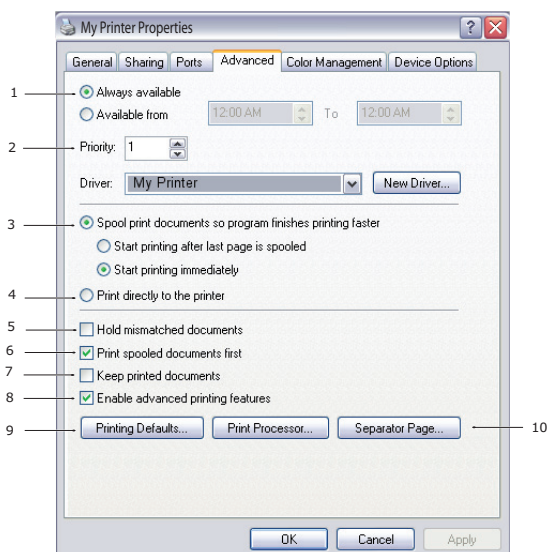 My Printer Properties
General Sharing Ports Advanced Color Management Device Options
1 Always available
Available from 12:00 AM To 12:00 AM
2 Priority: 1
Driver: My Printer New Driver...
3 Spool print documents so program finishes printing faster
Start printing after last page is spooled
Start printing immediately
4 Print directly to the printer
5 Hold mismatched documents
6 Print spooled documents first
7 Keep printed documents
8 Enable advanced printing features
9 Printing Defaults... Print Processor... Separator Page... 10
OK Cancel Apply